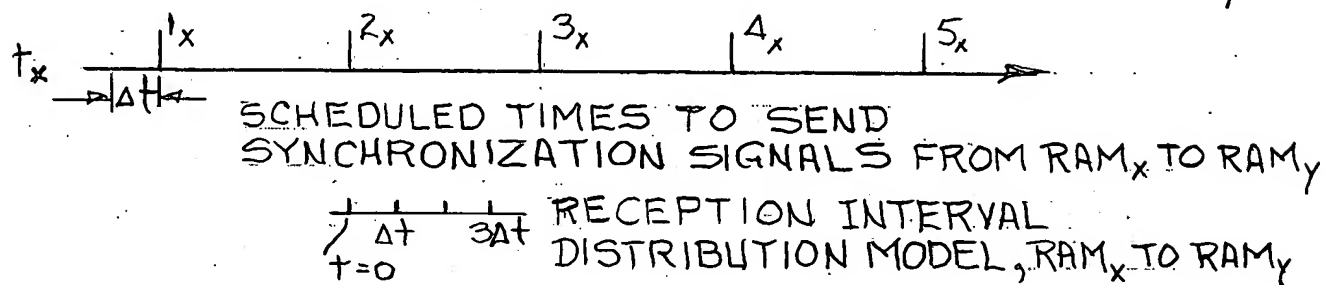 1x 2x 3x 4x 5x
tx
Δt
SCHEDULED TIMES TO SEND
SYNCHRONIZATION SIGNALS FROM RAMx TO RAMy
Δt 3Δt RECEPTION INTERVAL
t=0 DISTRIBUTION MODEL, RAMx TO RAMy